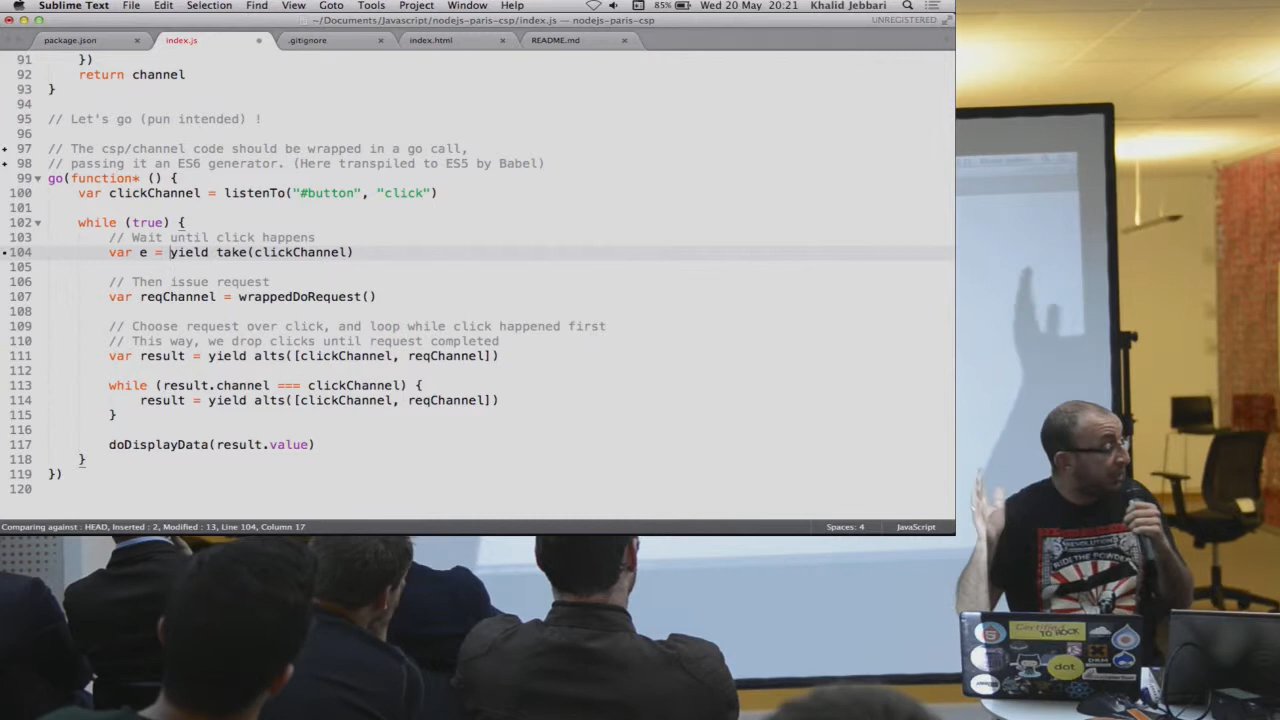 Sublime Text File Edit Selection Find View Goto Tools Project Window Help 85% Wed 20 May 20:21 Khalid Jebbari
~/Documents/Javascript/nodejs-paris-csp/index.js — nodejs-paris-csp UNREGISTERED
package.json index.js .gitignore index.html README.md
91 })
92 return channel
93 }
94
95 // Let's go (pun intended) !
96
97 // The csp/channel code should be wrapped in a go call,
98 // passing it an ES6 generator. (Here transpiled to ES5 by Babel)
99 go(function* () {
100 var clickChannel = listenTo("#button", "click")
101
102 while (true) {
103 // Wait until click happens
104 var e = yield take(clickChannel)
105
106 // Then issue request
107 var reqChannel = wrappedDoRequest()
108
109 // Choose request over click, and loop while click happened first
110 // This way, we drop clicks until request completed
111 var result = yield alts([clickChannel, reqChannel])
112
113 while (result.channel === clickChannel) {
114 result = yield alts([clickChannel, reqChannel])
115 }
116
117 doDisplayData(result.value)
118 }
119 })
120
Comparing against : HEAD, Inserted : 2, Modified : 13, Line 104, Column 17 Spaces: 4 JavaScript
REVOLUTION
RIDE THE POWDER
Certified
TO ROCK
dot